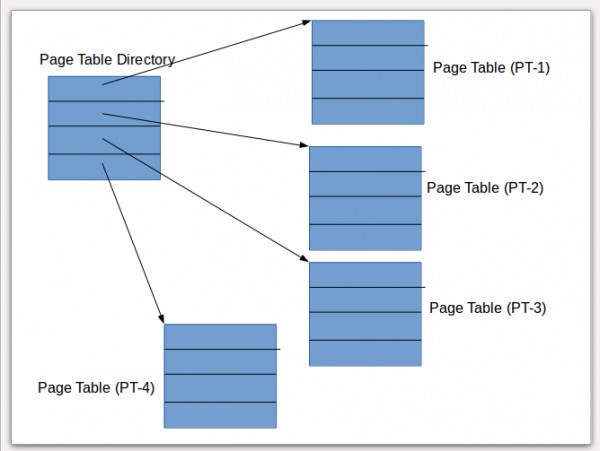 Page Table Directory
Page Table (PT-1)
Page Table (PT-2)
Page Table (PT-3)
Page Table (PT-4)